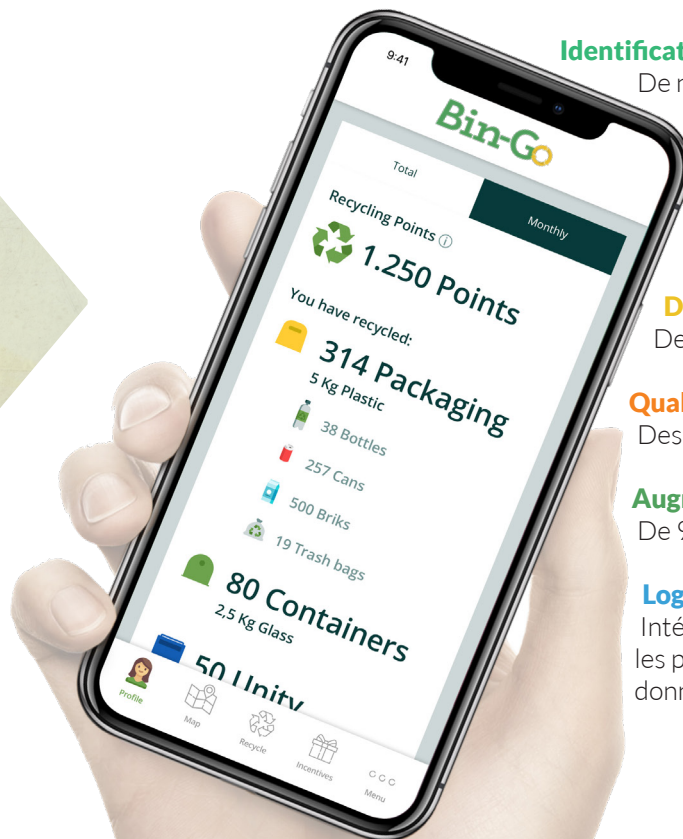 Identificat
De
9:41
Bin-Go
Total
Monthly
Recycling Points ⓘ
1.250 Points
You have recycled:
314 Packaging
5 Kg Plastic
38 Bottles
257 Cans
500 Briks
19 Trash bags
80 Containers
2,5 Kg Glass
50 Unity
Profile
Map
Recycle
Incentives
Menu
D
De
Qual
Des
Aug
De 9
Log
Inté
les p
don